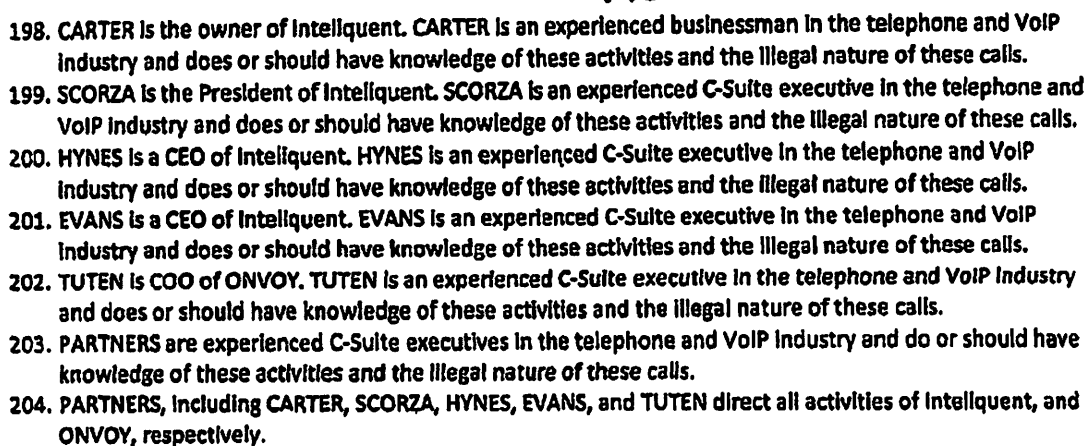 198. CARTER is the owner of Inteliquent. CARTER is an experienced businessman in the telephone and VoIP
industry and does or should have knowledge of these activities and the illegal nature of these calls.
199. SCORZA is the President of Inteliquent. SCORZA is an experienced C-Suite executive in the telephone and
VoIP industry and does or should have knowledge of these activities and the illegal nature of these calls.
200. HYNES is a CEO of Inteliquent. HYNES is an experienced C-Suite executive in the telephone and VoIP
industry and does or should have knowledge of these activities and the illegal nature of these calls.
201. EVANS is a CEO of Inteliquent. EVANS is an experienced C-Suite executive in the telephone and VoIP
industry and does or should have knowledge of these activities and the illegal nature of these calls.
202. TUTEN is COO of ONVOY. TUTEN is an experienced C-Suite executive in the telephone and VoIP industry
and does or should have knowledge of these activities and the illegal nature of these calls.
203. PARTNERS are experienced C-Suite executives in the telephone and VoIP industry and do or should have
knowledge of these activities and the illegal nature of these calls.
204. PARTNERS, including CARTER, SCORZA, HYNES, EVANS, and TUTEN direct all activities of Inteliquent, and
ONVOY, respectively.